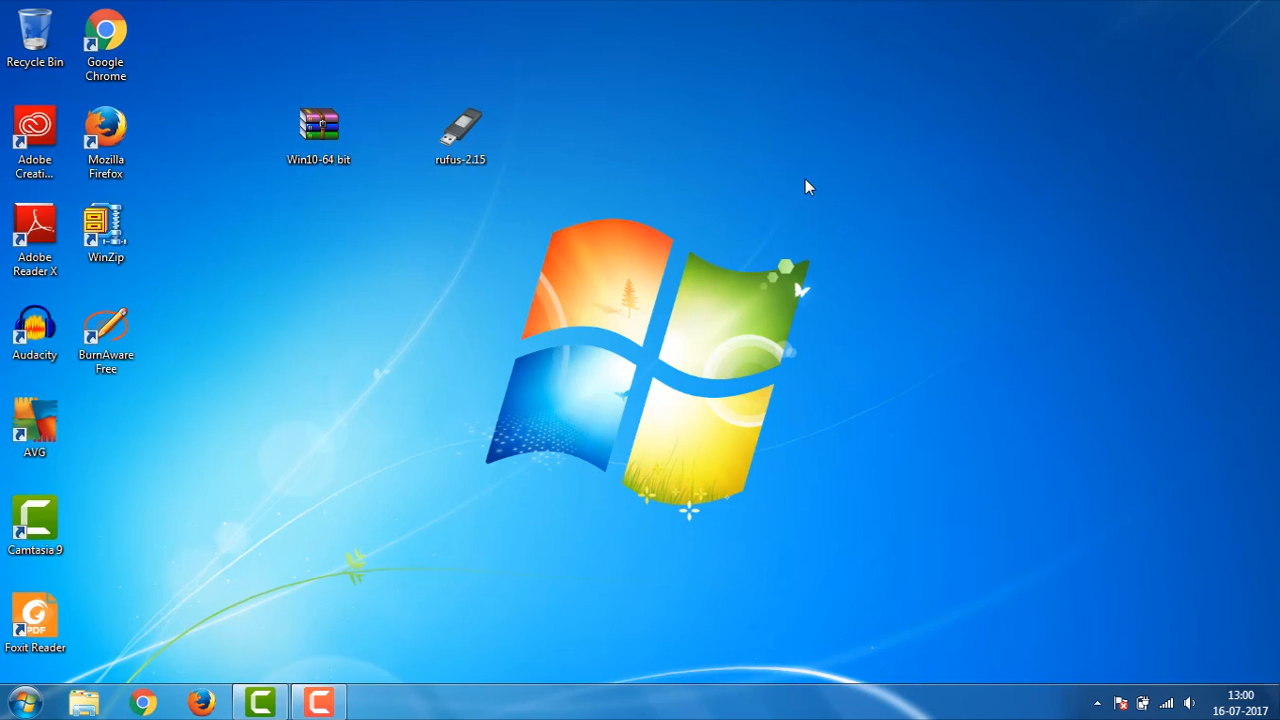 Recycle Bin
Google
Chrome
Adobe
Creati...
Mozilla
Firefox
Win10-64 bit
rufus-2.15
Adobe
Reader X
WinZip
Audacity
BurnAware
Free
AVG
Camtasia 9
PDF
Foxit Reader
13:00
16-07-2017